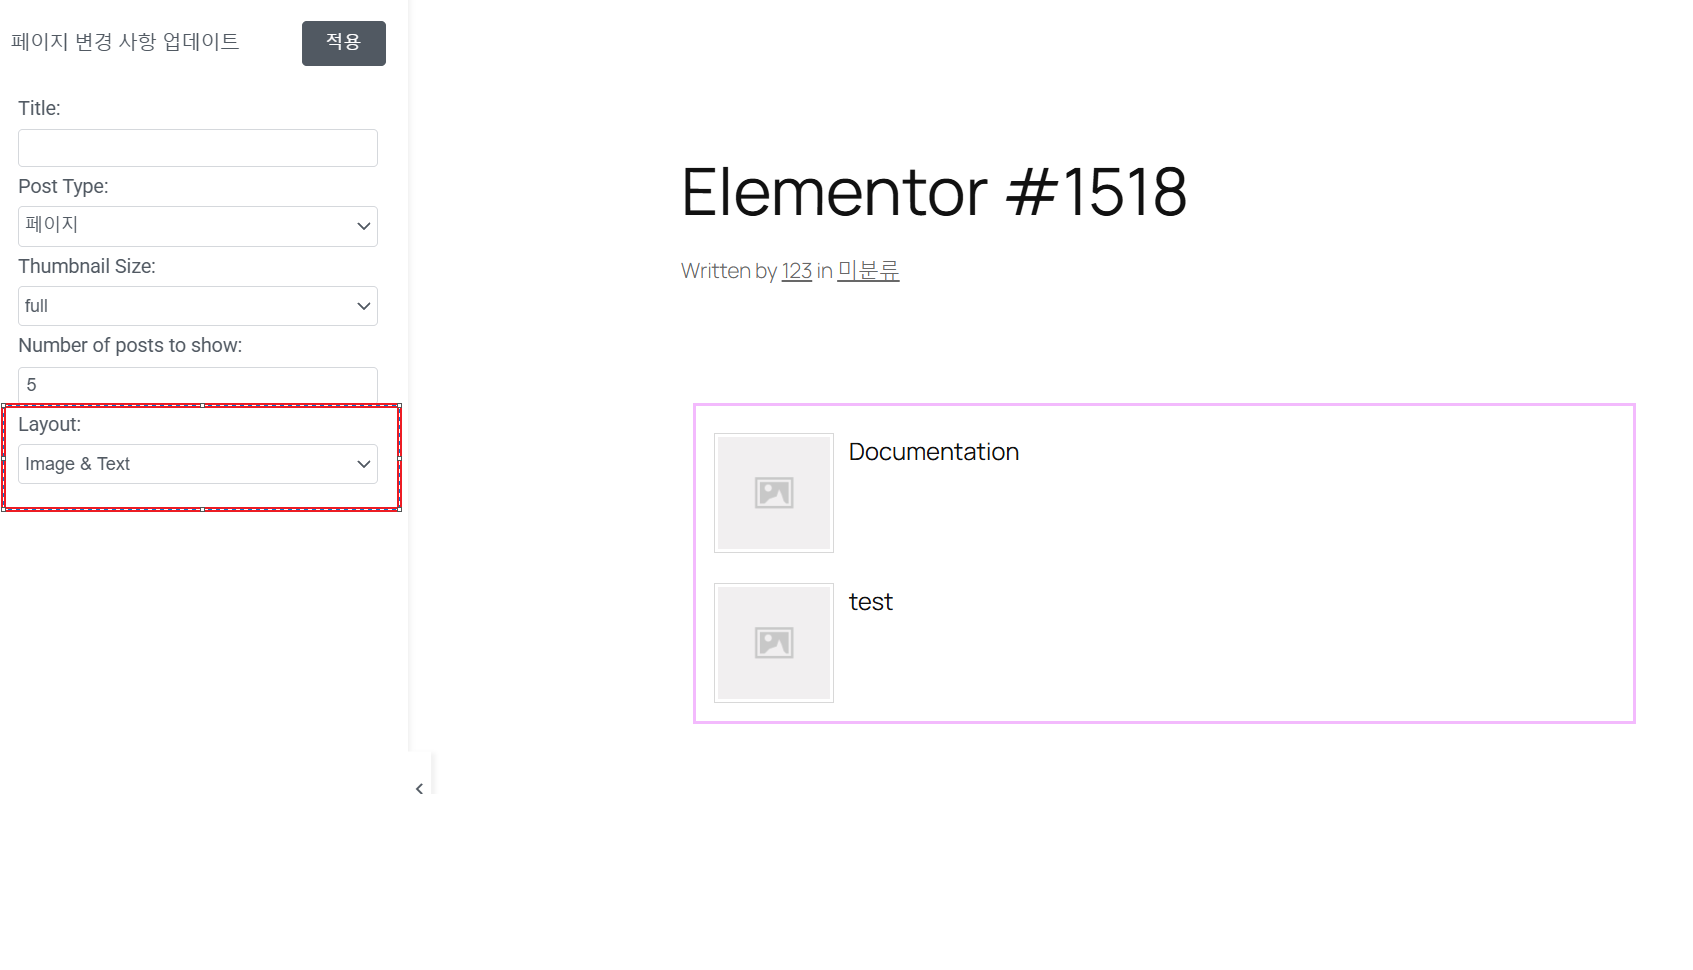 페이지 변경 사항 업데이트
적용
Title:
Post Type:
페이지
Thumbnail Size:
full
Number of posts to show:
5
Layout:
Image & Text
Elementor #1518
Written by 123 in 미분류
Documentation
test